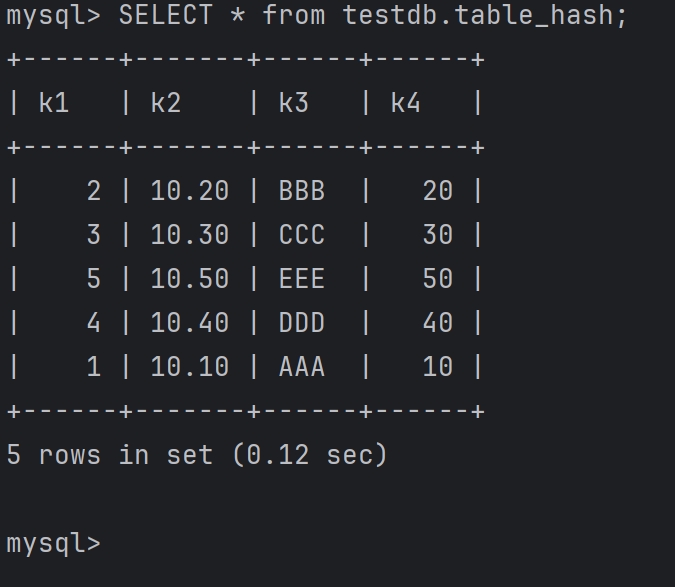 mysql> SELECT * from testdb.table_hash;
+------+-------+------+------+
| k1   | k2    | k3   | k4   |
+------+-------+------+------+
|    2 | 10.20 | BBB  |   20 |
|    3 | 10.30 | CCC  |   30 |
|    5 | 10.50 | EEE  |   50 |
|    4 | 10.40 | DDD  |   40 |
|    1 | 10.10 | AAA  |   10 |
+------+-------+------+------+
5 rows in set (0.12 sec)
mysql>